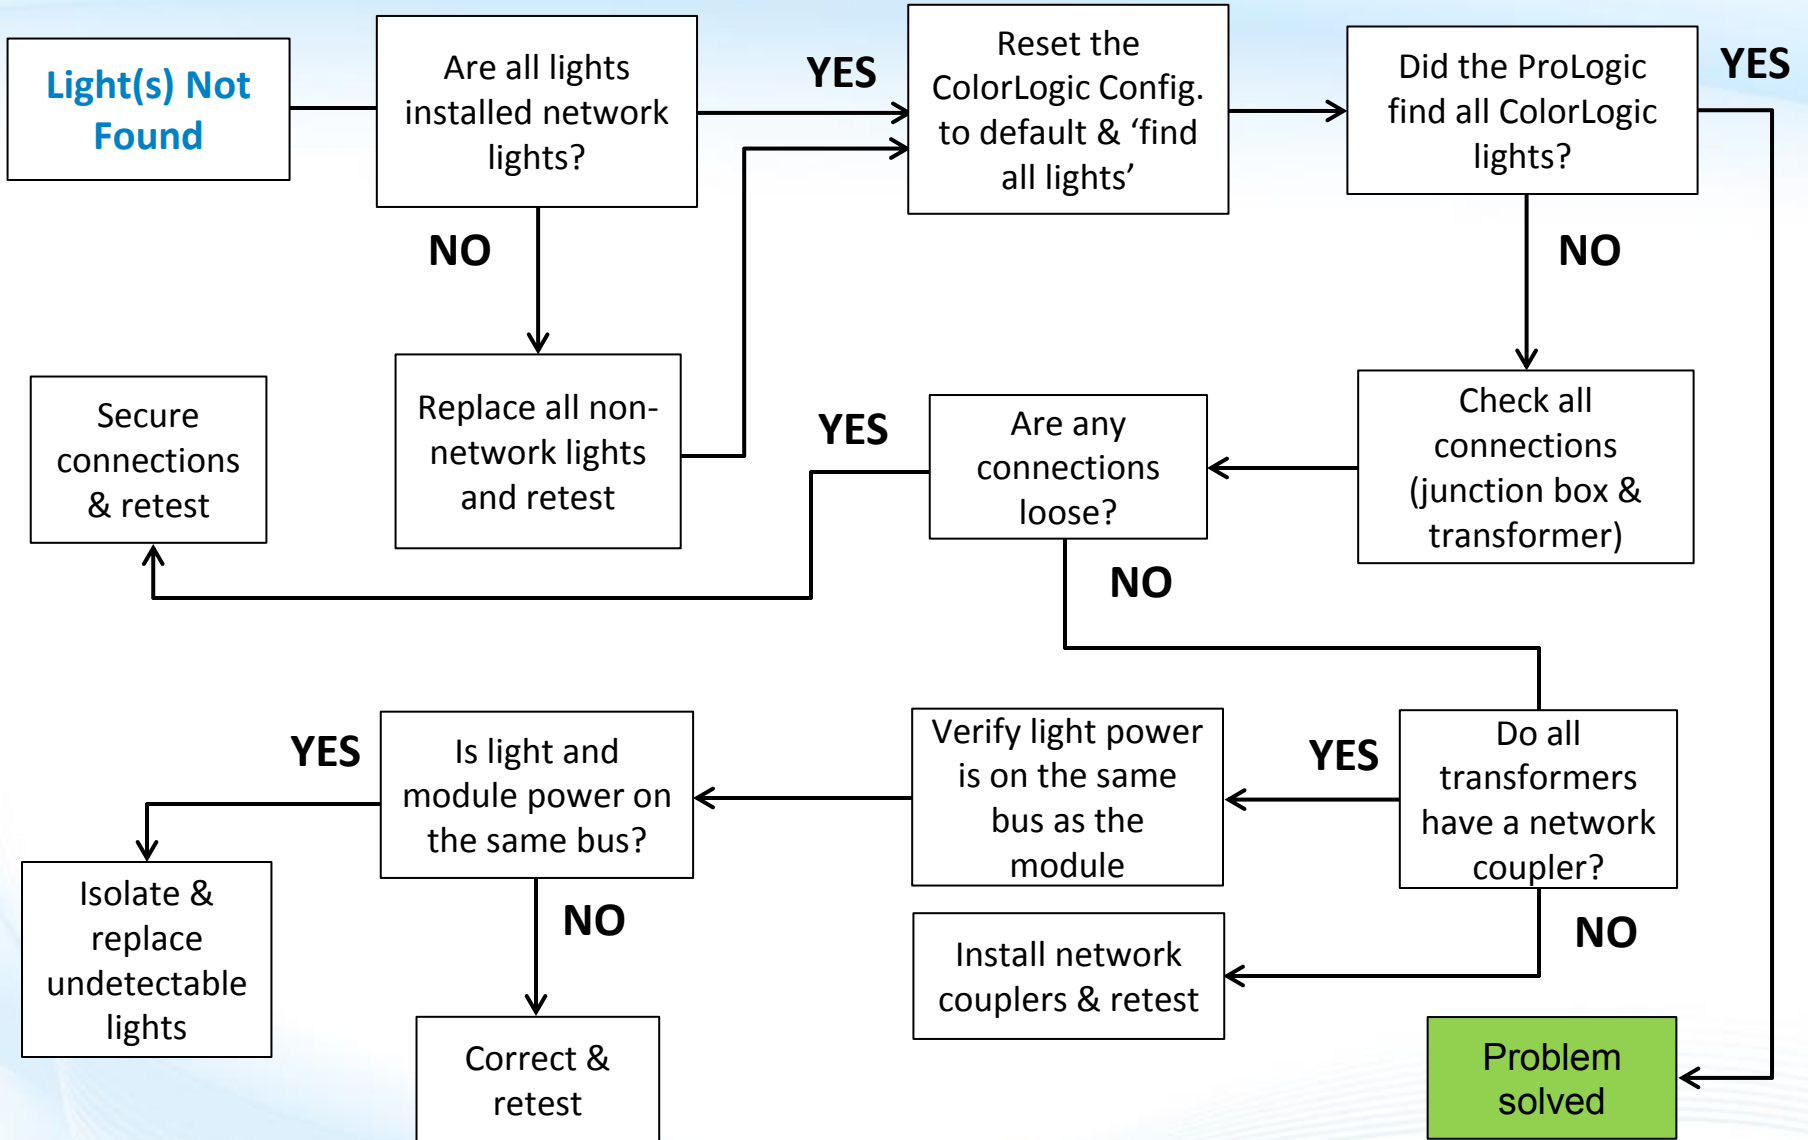 Light(s) Not
Found
Are all lights
installed network
lights?
YES
Reset the
ColorLogic Config.
to default & ‘find
all lights’
Did the ProLogic
find all ColorLogic
lights?
YES
NO
NO
Secure
connections
& retest
Replace all non-
network lights
and retest
YES
Are any
connections
loose?
Check all
connections
(junction box &
transformer)
NO
YES
Is light and
module power on
the same bus?
Verify light power
is on the same
bus as the
module
YES
Do all
transformers
have a network
coupler?
Isolate &
replace
undetectable
lights
NO
Install network
couplers & retest
NO
Correct &
retest
Problem
solved